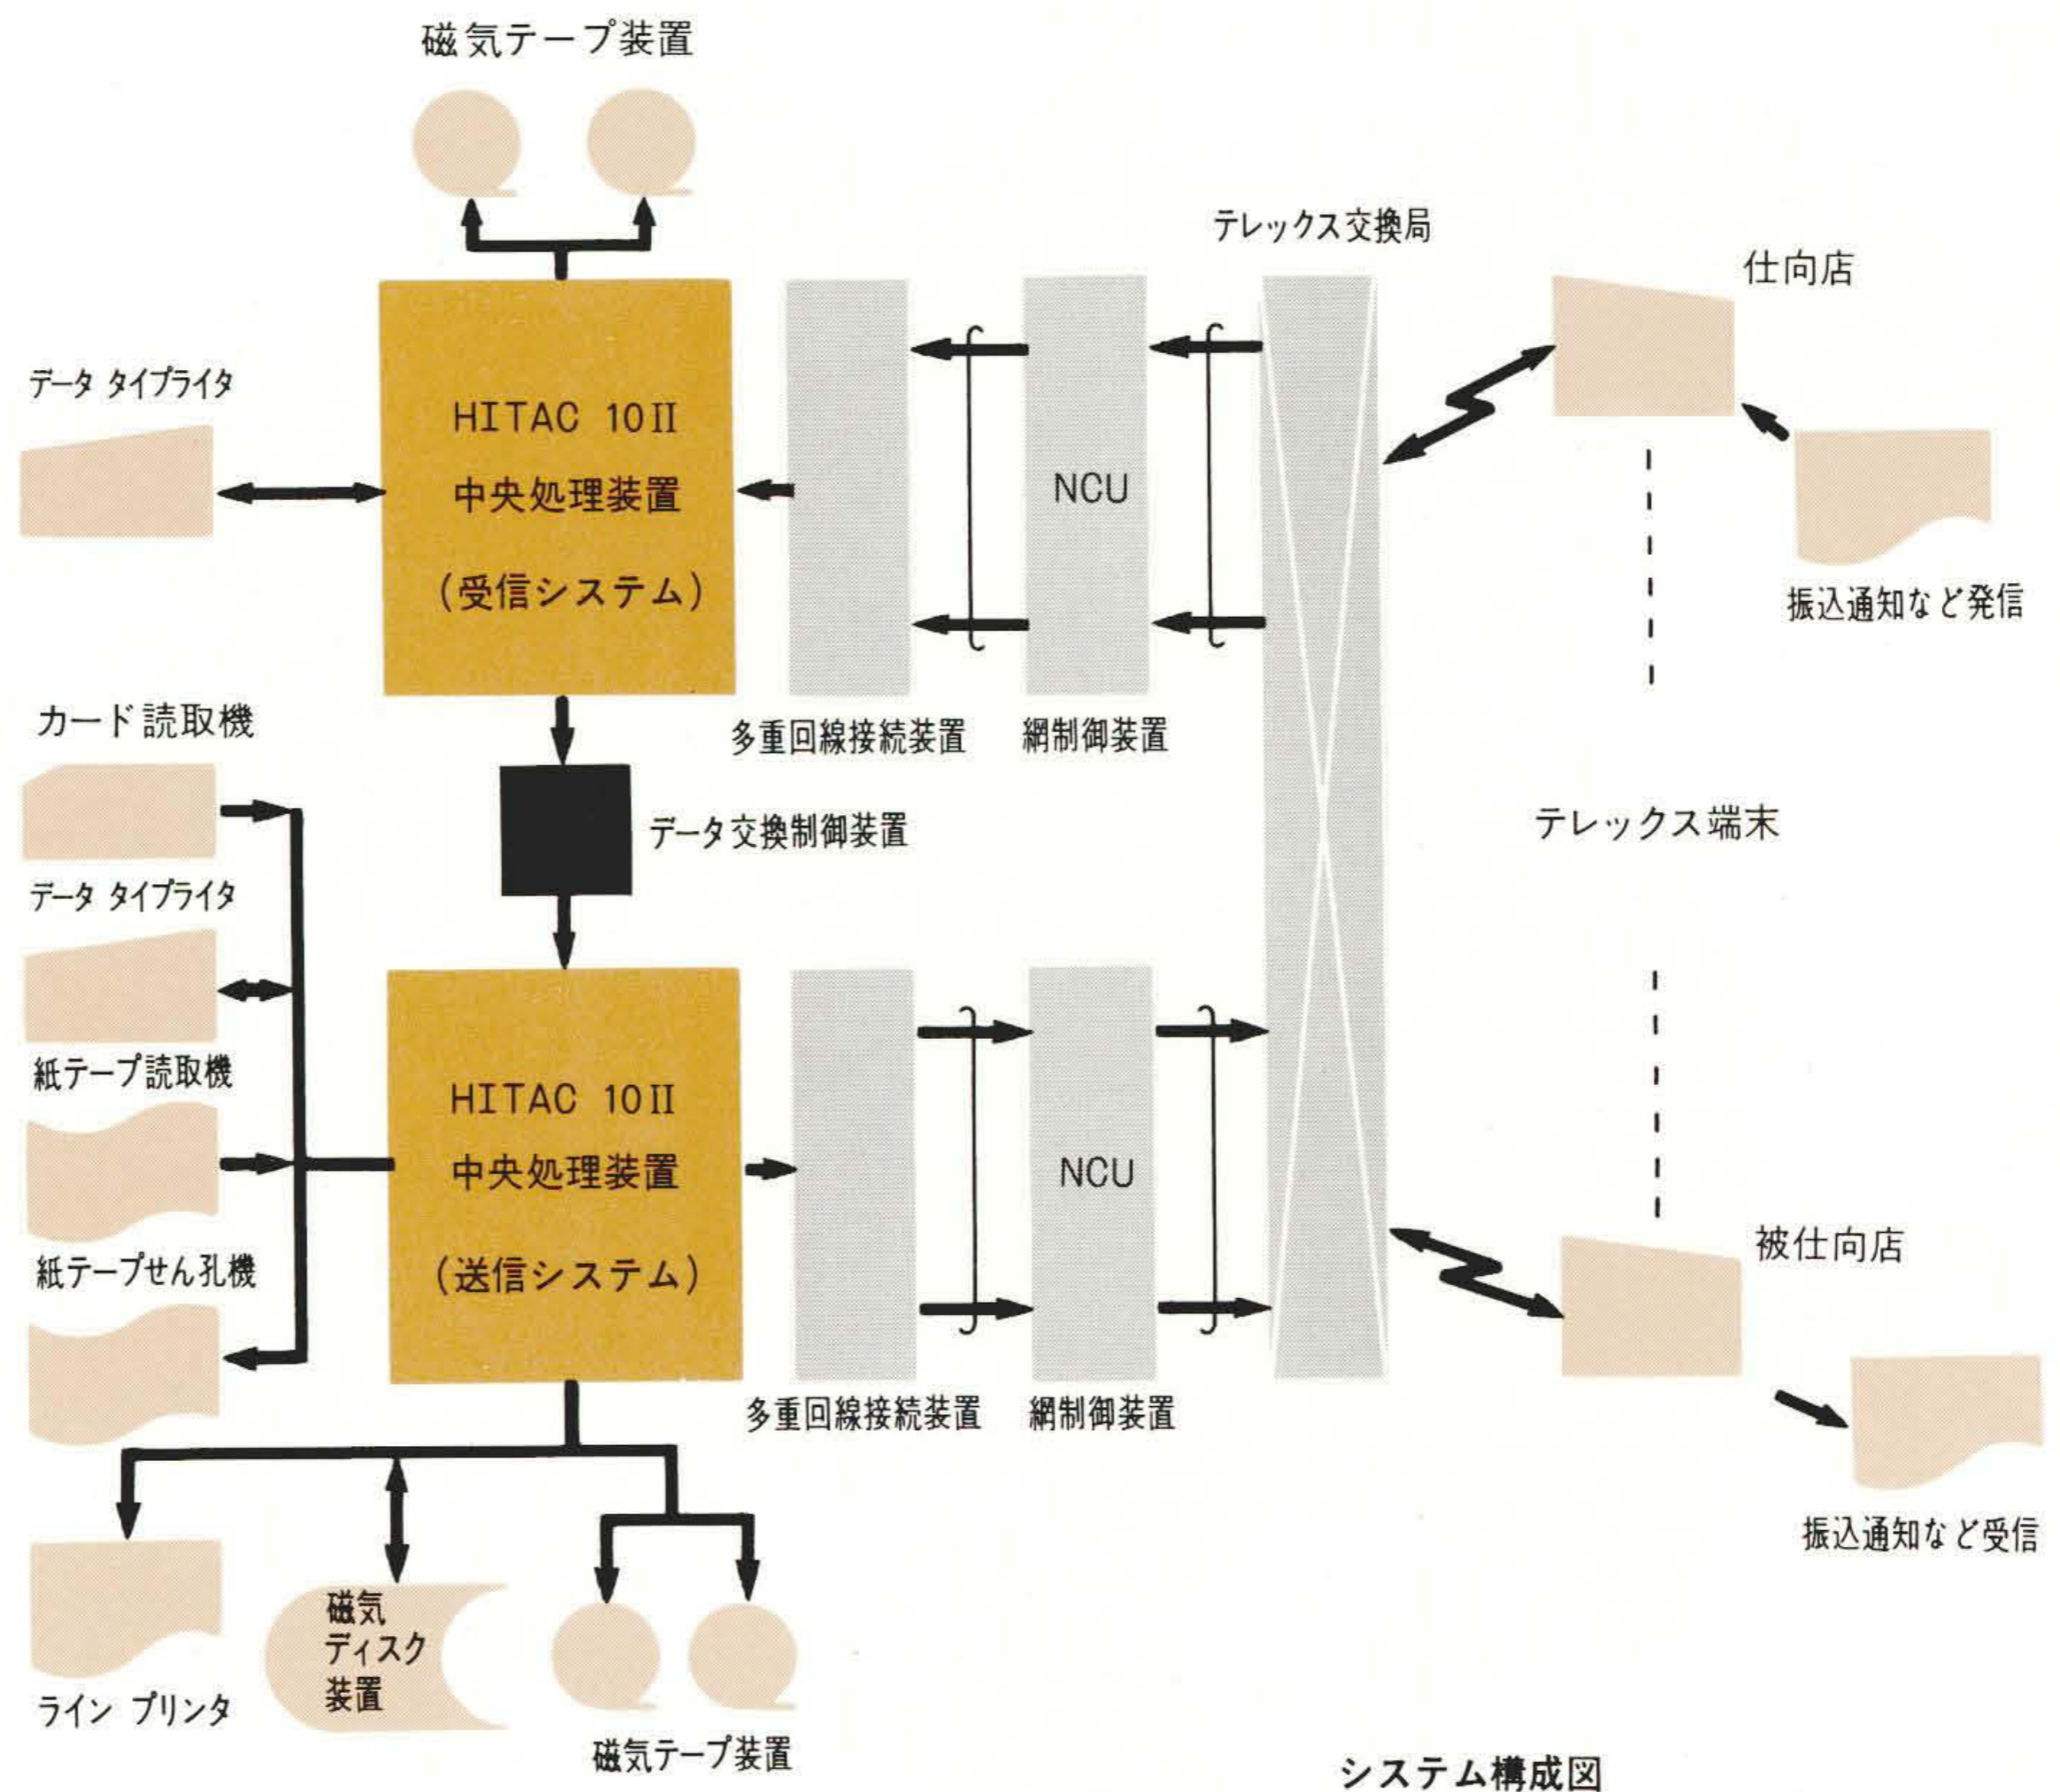 磁気テープ装置
テレックス交換局
仕向店
データ タイプライタ
HITAC 10II
中央処理装置
(受信システム)
NCU
振込通知など発信
カード読取機
多重回線接続装置
網制御装置
データ交換制御装置
テレックス端末
データ タイプライタ
紙テープ読取機
HITAC 10II
中央処理装置
(送信システム)
NCU
紙テープせん孔機
被仕向店
多重回線接続装置
網制御装置
振込通知など受信
磁気
ディスク
装置
ライン プリンタ
磁気テープ装置
システム構成図